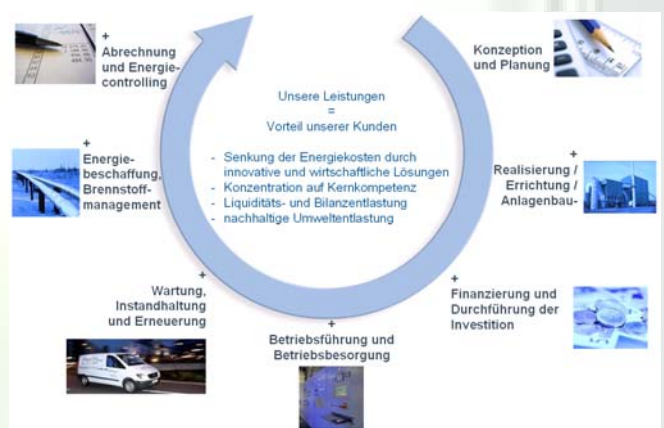 Konzeption
und Planung
+
Realisierung /
Errichtung /
Anlagenbau-
+
Finanzierung und
Durchführung der
Investition
+
Betriebsführung und
Betriebsbesorgung
+
Wartung,
Instandhaltung
und Erneuerung
+
Energie-
beschaffung,
Brennstoff-
management
+
Abrechnung
und Energie-
controlling
Unsere Leistungen
=
Vorteil unserer Kunden
- Senkung der Energiekosten durch
innovative und wirtschaftliche Lösungen
- Konzentration auf Kernkompetenz
- Liquiditäts- und Bilanzentlastung
- nachhaltige Umweltentlastung